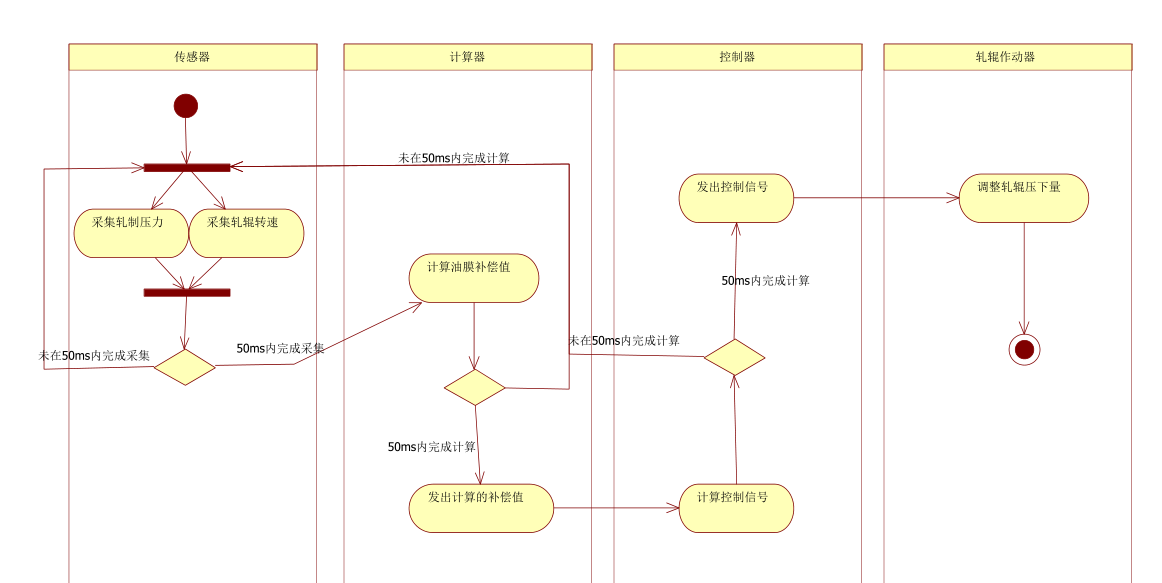 传感器
计算器
控制器
轧辊作动器
未在50ms内完成计算
发出控制信号
调整轧辊压下量
采集轧制压力
采集轧辊转速
计算油膜补偿值
50ms内完成计算
未在50ms内完成采集
50ms内完成采集
未在50ms内完成计算
50ms内完成计算
发出计算的补偿值
计算控制信号